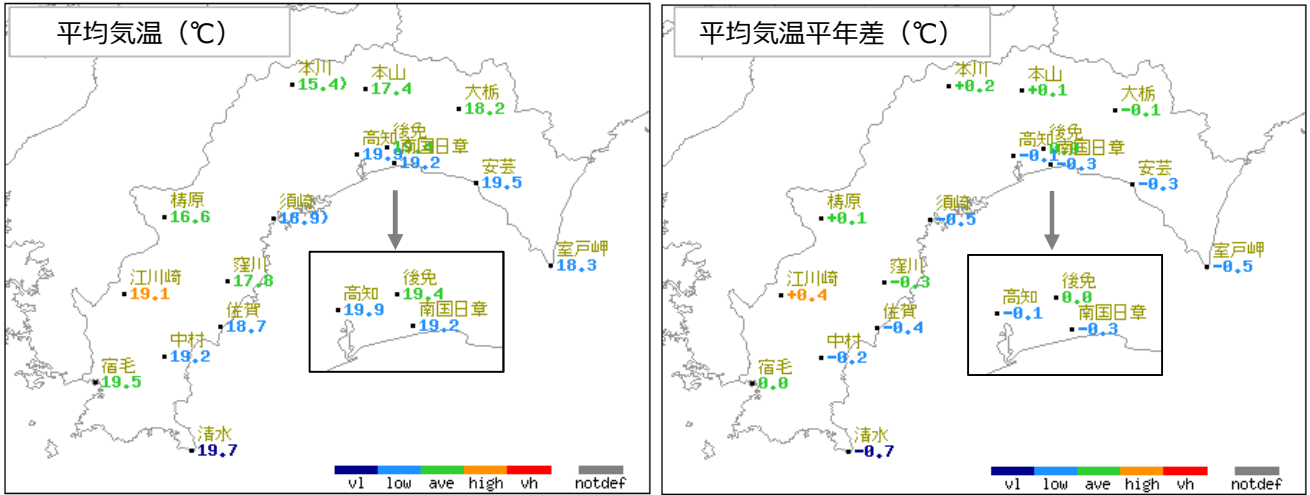 平均気温（℃）
本川
15.4)
本山
17.4
大栃
18.2
高知
19.9
後免
19.4
南国日章
19.2
安芸
19.5
梼原
16.6
須崎
18.9)
室戸岬
18.3
江川崎
19.1
窪川
17.8
佐賀
18.7
中村
19.2
宿毛
19.5
清水
19.7
後免
19.4
高知
19.9
南国日章
19.2
vl low ave high vh notdef
平均気温平年差（℃）
本川
+0.2
本山
+0.1
大栃
-0.1
高知
-0.1
後免
0.0
南国日章
-0.3
安芸
-0.3
梼原
+0.1
須崎
-0.5
室戸岬
-0.5
江川崎
+0.4
窪川
-0.3
佐賀
-0.4
中村
-0.2
宿毛
0.0
清水
-0.7
後免
0.0
高知
-0.1
南国日章
-0.3
vl low ave high vh notdef